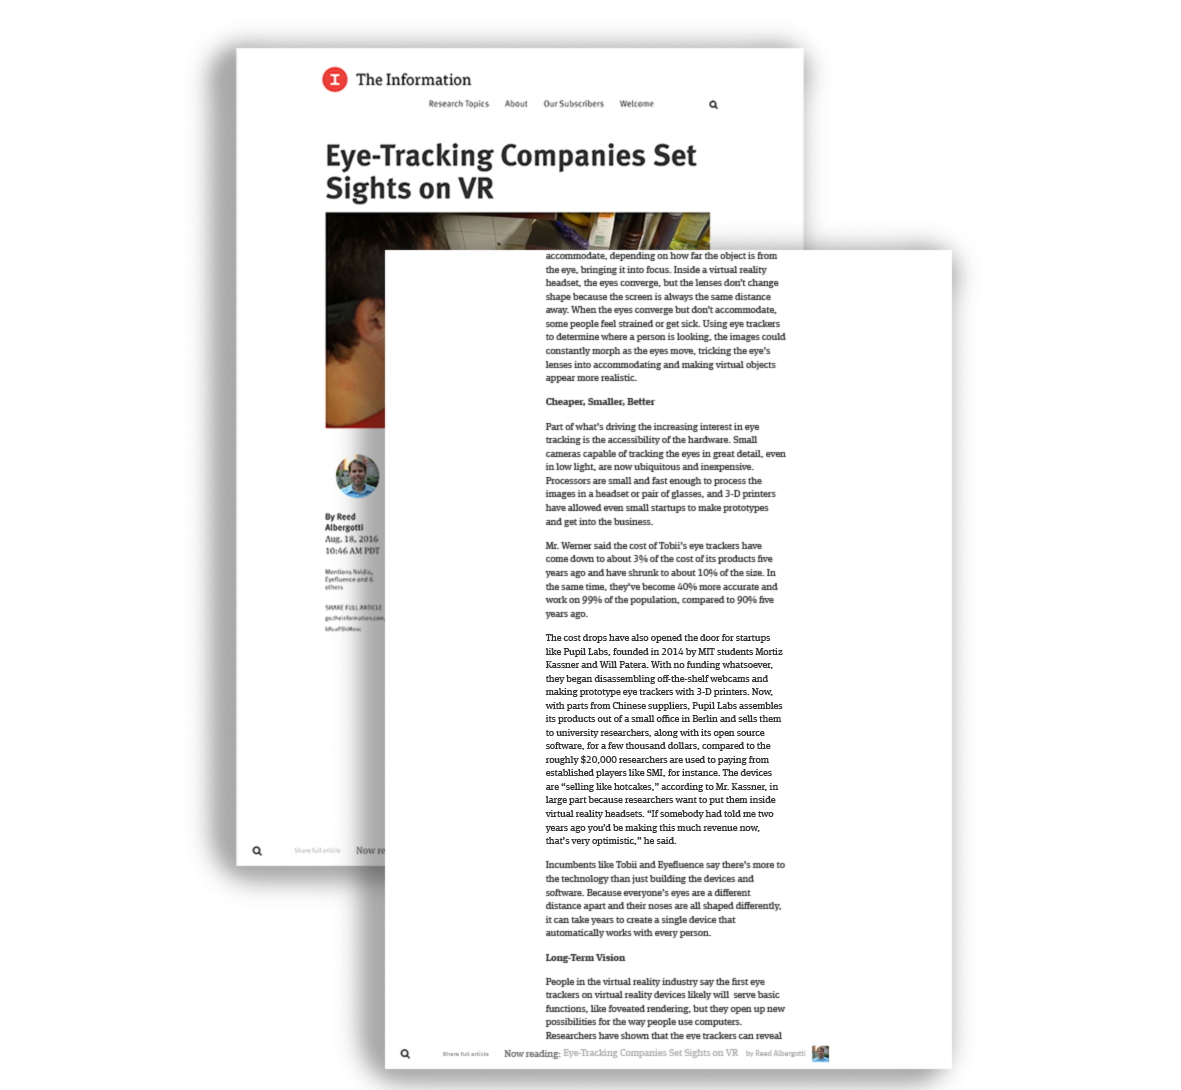 I
The Information
Research Topics About Our Subscribers Welcome
Eye-Tracking Companies Set
Sights on VR
By Reed
Albergotti
Aug. 18, 2016
10:46 AM PDT
Mentions Nvidia,
Eyefluence and 6
others
SHARE FULL ARTICLE
go.theinformation.com,
Share full article Now re
accommodate, depending on how far the object is from
the eye, bringing it into focus. Inside a virtual reality
headset, the eyes converge, but the lenses don't change
shape because the screen is always the same distance
away. When the eyes converge but don't accommodate,
some people feel strained or get sick. Using eye trackers
to determine where a person is looking, the images could
constantly morph as the eyes move, tricking the eye's
lenses into accommodating and making virtual objects
appear more realistic.
Cheaper, Smaller, Better
Part of what's driving the increasing interest in eye
tracking is the accessibility of the hardware. Small
cameras capable of tracking the eyes in great detail, even
in low light, are now ubiquitous and inexpensive.
Processors are small and fast enough to process the
images in a headset or pair of glasses, and 3-D printers
have allowed even small startups to make prototypes
and get into the business.
Mr. Werner said the cost of Tobii's eye trackers have
come down to about 3% of the cost of its products five
years ago and have shrunk to about 10% of the size. In
the same time, they've become 40% more accurate and
work on 99% of the population, compared to 90% five
years ago.
The cost drops have also opened the door for startups
like Pupil Labs, founded in 2014 by MIT students Mortiz
Kassner and Will Patera. With no funding whatsoever,
they began disassembling off-the-shelf webcams and
making prototype eye trackers with 3-D printers. Now,
with parts from Chinese suppliers, Pupil Labs assembles
its products out of a small office in Berlin and sells them
to university researchers, along with its open source
software, for a few thousand dollars, compared to the
roughly $20,000 researchers are used to paying from
established players like SMI, for instance. The devices
are “selling like hotcakes,” according to Mr. Kassner, in
large part because researchers want to put them inside
virtual reality headsets. “If somebody had told me two
years ago you'd be making this much revenue now,
that's very optimistic,” he said.
Incumbents like Tobii and Eyefluence say there's more to
the technology than just building the devices and
software. Because everyone's eyes are a different
distance apart and their noses are all shaped differently,
it can take years to create a single device that
automatically works with every person.
Long-Term Vision
People in the virtual reality industry say the first eye
trackers on virtual reality devices likely will serve basic
functions, like foveated rendering, but they open up new
possibilities for the way people use computers.
Researchers have shown that the eye trackers can reveal
Share full article Now reading: Eye-Tracking Companies Set Sights on VR by Reed Albergotti